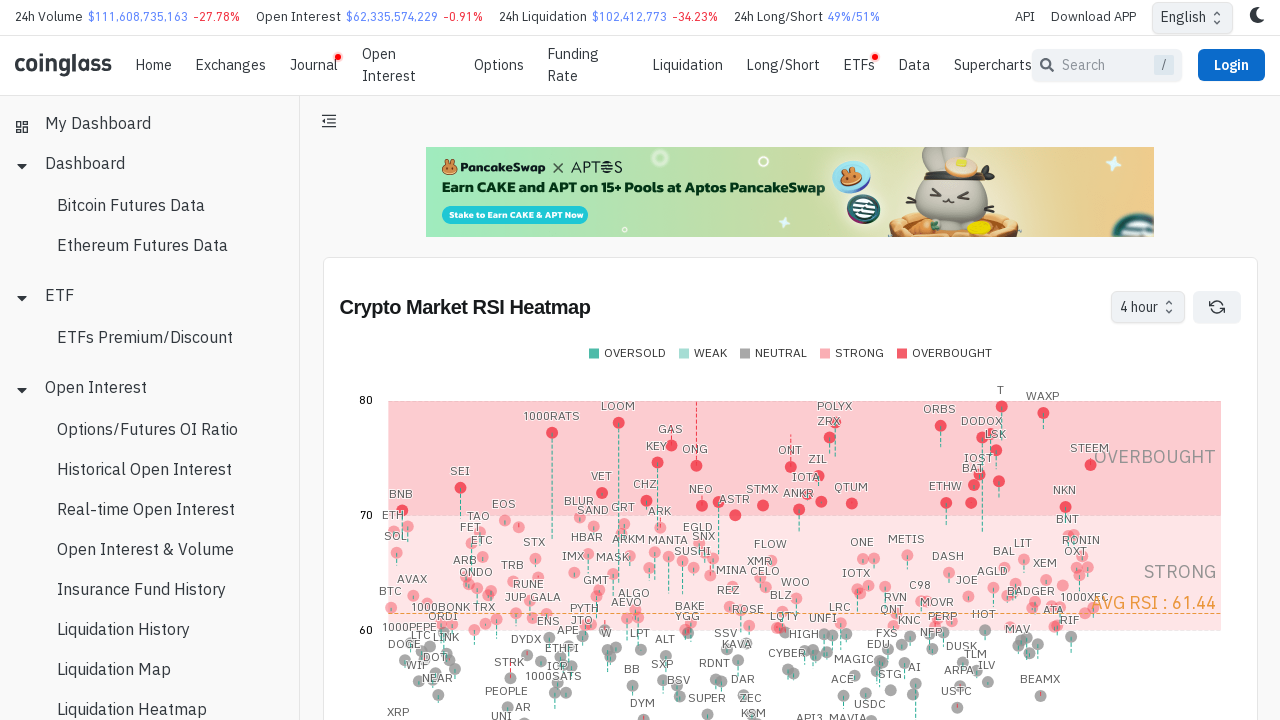 24h Volume $111,608,735,163 -27.78% Open Interest $62,335,574,229 -0.91% 24h Liquidation $102,412,773 -34.23% 24h Long/Short 49%/51% API Download APP English
coinglass Home Exchanges Journal Open Interest Options Funding Rate Liquidation Long/Short ETFs Data Supercharts Search / Login
My Dashboard
Dashboard
Bitcoin Futures Data
Ethereum Futures Data
ETF
ETFs Premium/Discount
Open Interest
Options/Futures OI Ratio
Historical Open Interest
Real-time Open Interest
Open Interest & Volume
Insurance Fund History
Liquidation History
Liquidation Map
Liquidation Heatmap
PancakeSwap X APTOS
Earn CAKE and APT on 15+ Pools at Aptos PancakeSwap
Stake to Earn CAKE & APT Now
Crypto Market RSI Heatmap 4 hour
OVERSOLD WEAK NEUTRAL STRONG OVERBOUGHT
80
T
WAXP
LOOM POLYX
1000RATS ORBS
ZRX DODOX
GAS LSK
KEY ONG ONT STEEM
OVERBOUGHT
ZIL IOST
SEI BAT
VET IOTA
CHZ ETHW
BNB NEO STMX ANKR QTUM NKN
EOS BLUR ASTR
GRT SAND ARK
70
ETH TAO BNT
FET EGLD
SOL ETC STX HBAR ARKM MANTA SNX FLOW ONE METIS LIT RONIN
IMX MASK SUSHI BAL OXT
ARB TRB XMR DASH XEM
ONDO MINA CELO IOTX AGLD STRONG
AVAX RUNE GMT WOO JOE
BTC JUP GALA ALGO REZ BLZ RVN C98 BADGER 1000XEC
1000BONK TRX PYTH AEVO BAKE ROSE LRC QNT MOVR ATA AVG RSI : 61.44
ORDI ENS JTO YGG LQTY UNFI KNC PERP HOT RIF
60
1000PEPE APE W LPT SSV HIGH FXS NFP MAV
LTC LINK DYDX ALT
DOGE ETHFI KAVA EDU DUSK
DOT CYBER TLM
WIF STRK ICP BB SXP RDNT MAGIC AI ARPA ILV
NEAR 1000SATS BSV DAR ACE STG BEAMX
PEOPLE SUPER ZEC USTC
AR DYM USDC
XRP UNI KSM API3 MAVIA